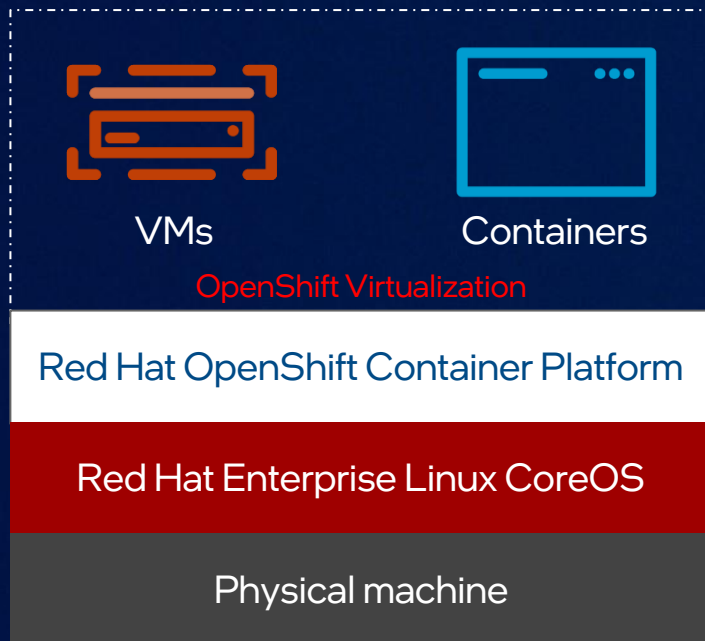 VMs
Containers
OpenShift Virtualization
Red Hat OpenShift Container Platform
Red Hat Enterprise Linux CoreOS
Physical machine